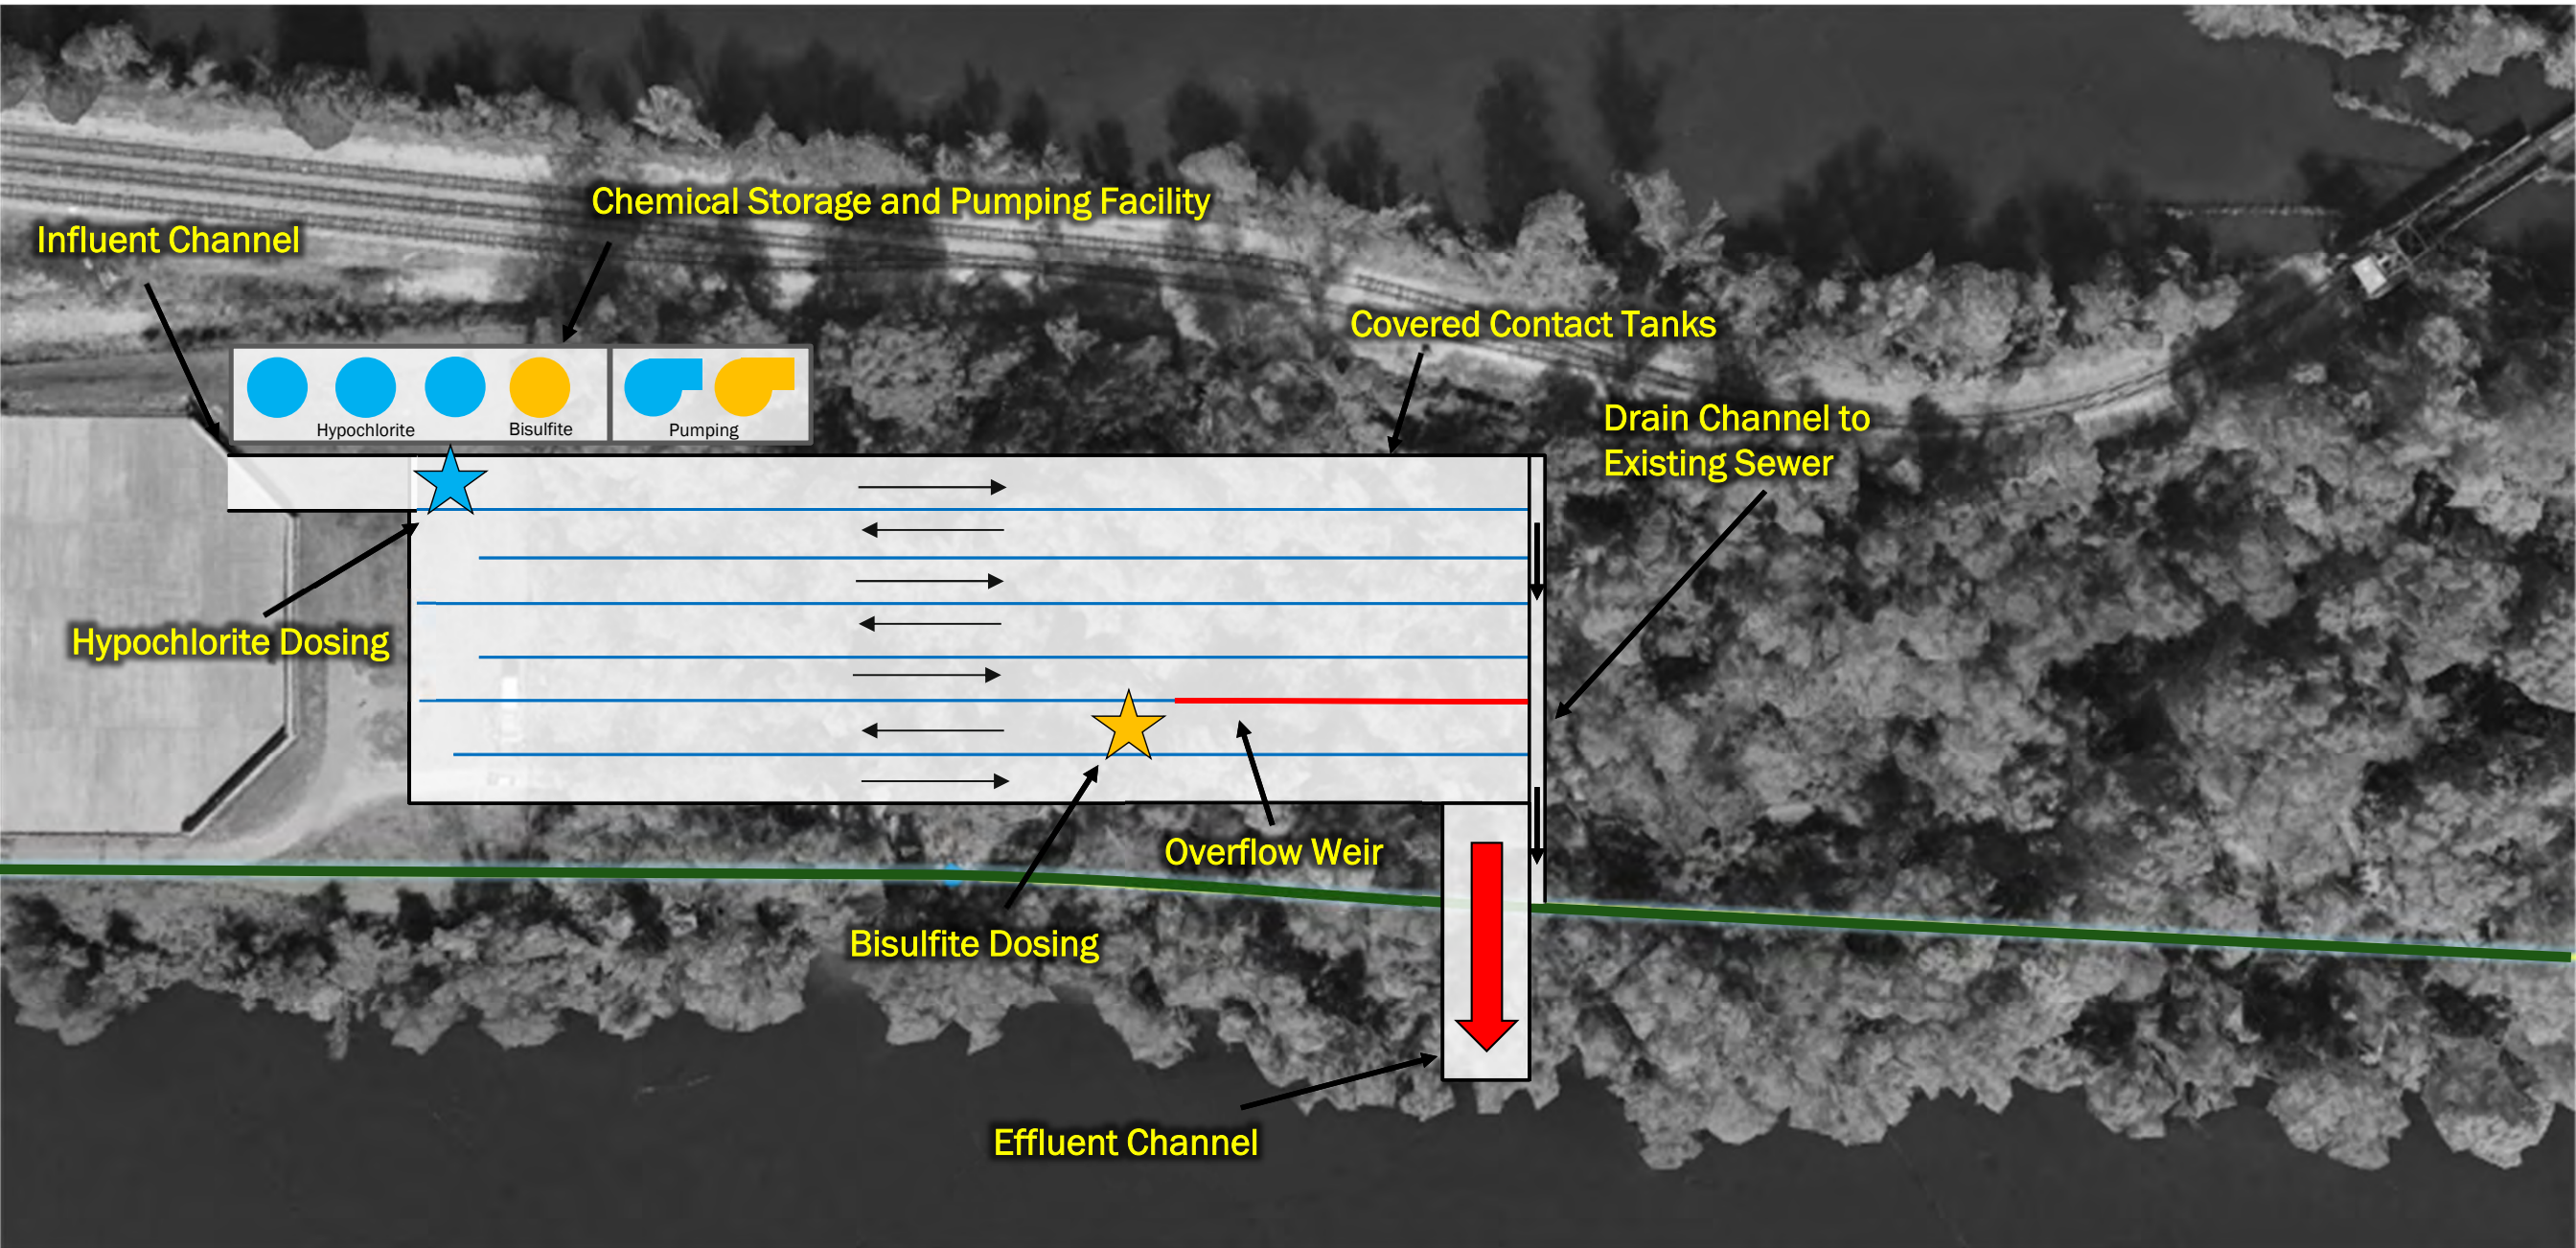 Chemical Storage and Pumping Facility
Influent Channel
Covered Contact Tanks
Hypochlorite
Bisulfite
Pumping
Drain Channel to
Existing Sewer
Hypochlorite Dosing
Overflow Weir
Bisulfite Dosing
Effluent Channel